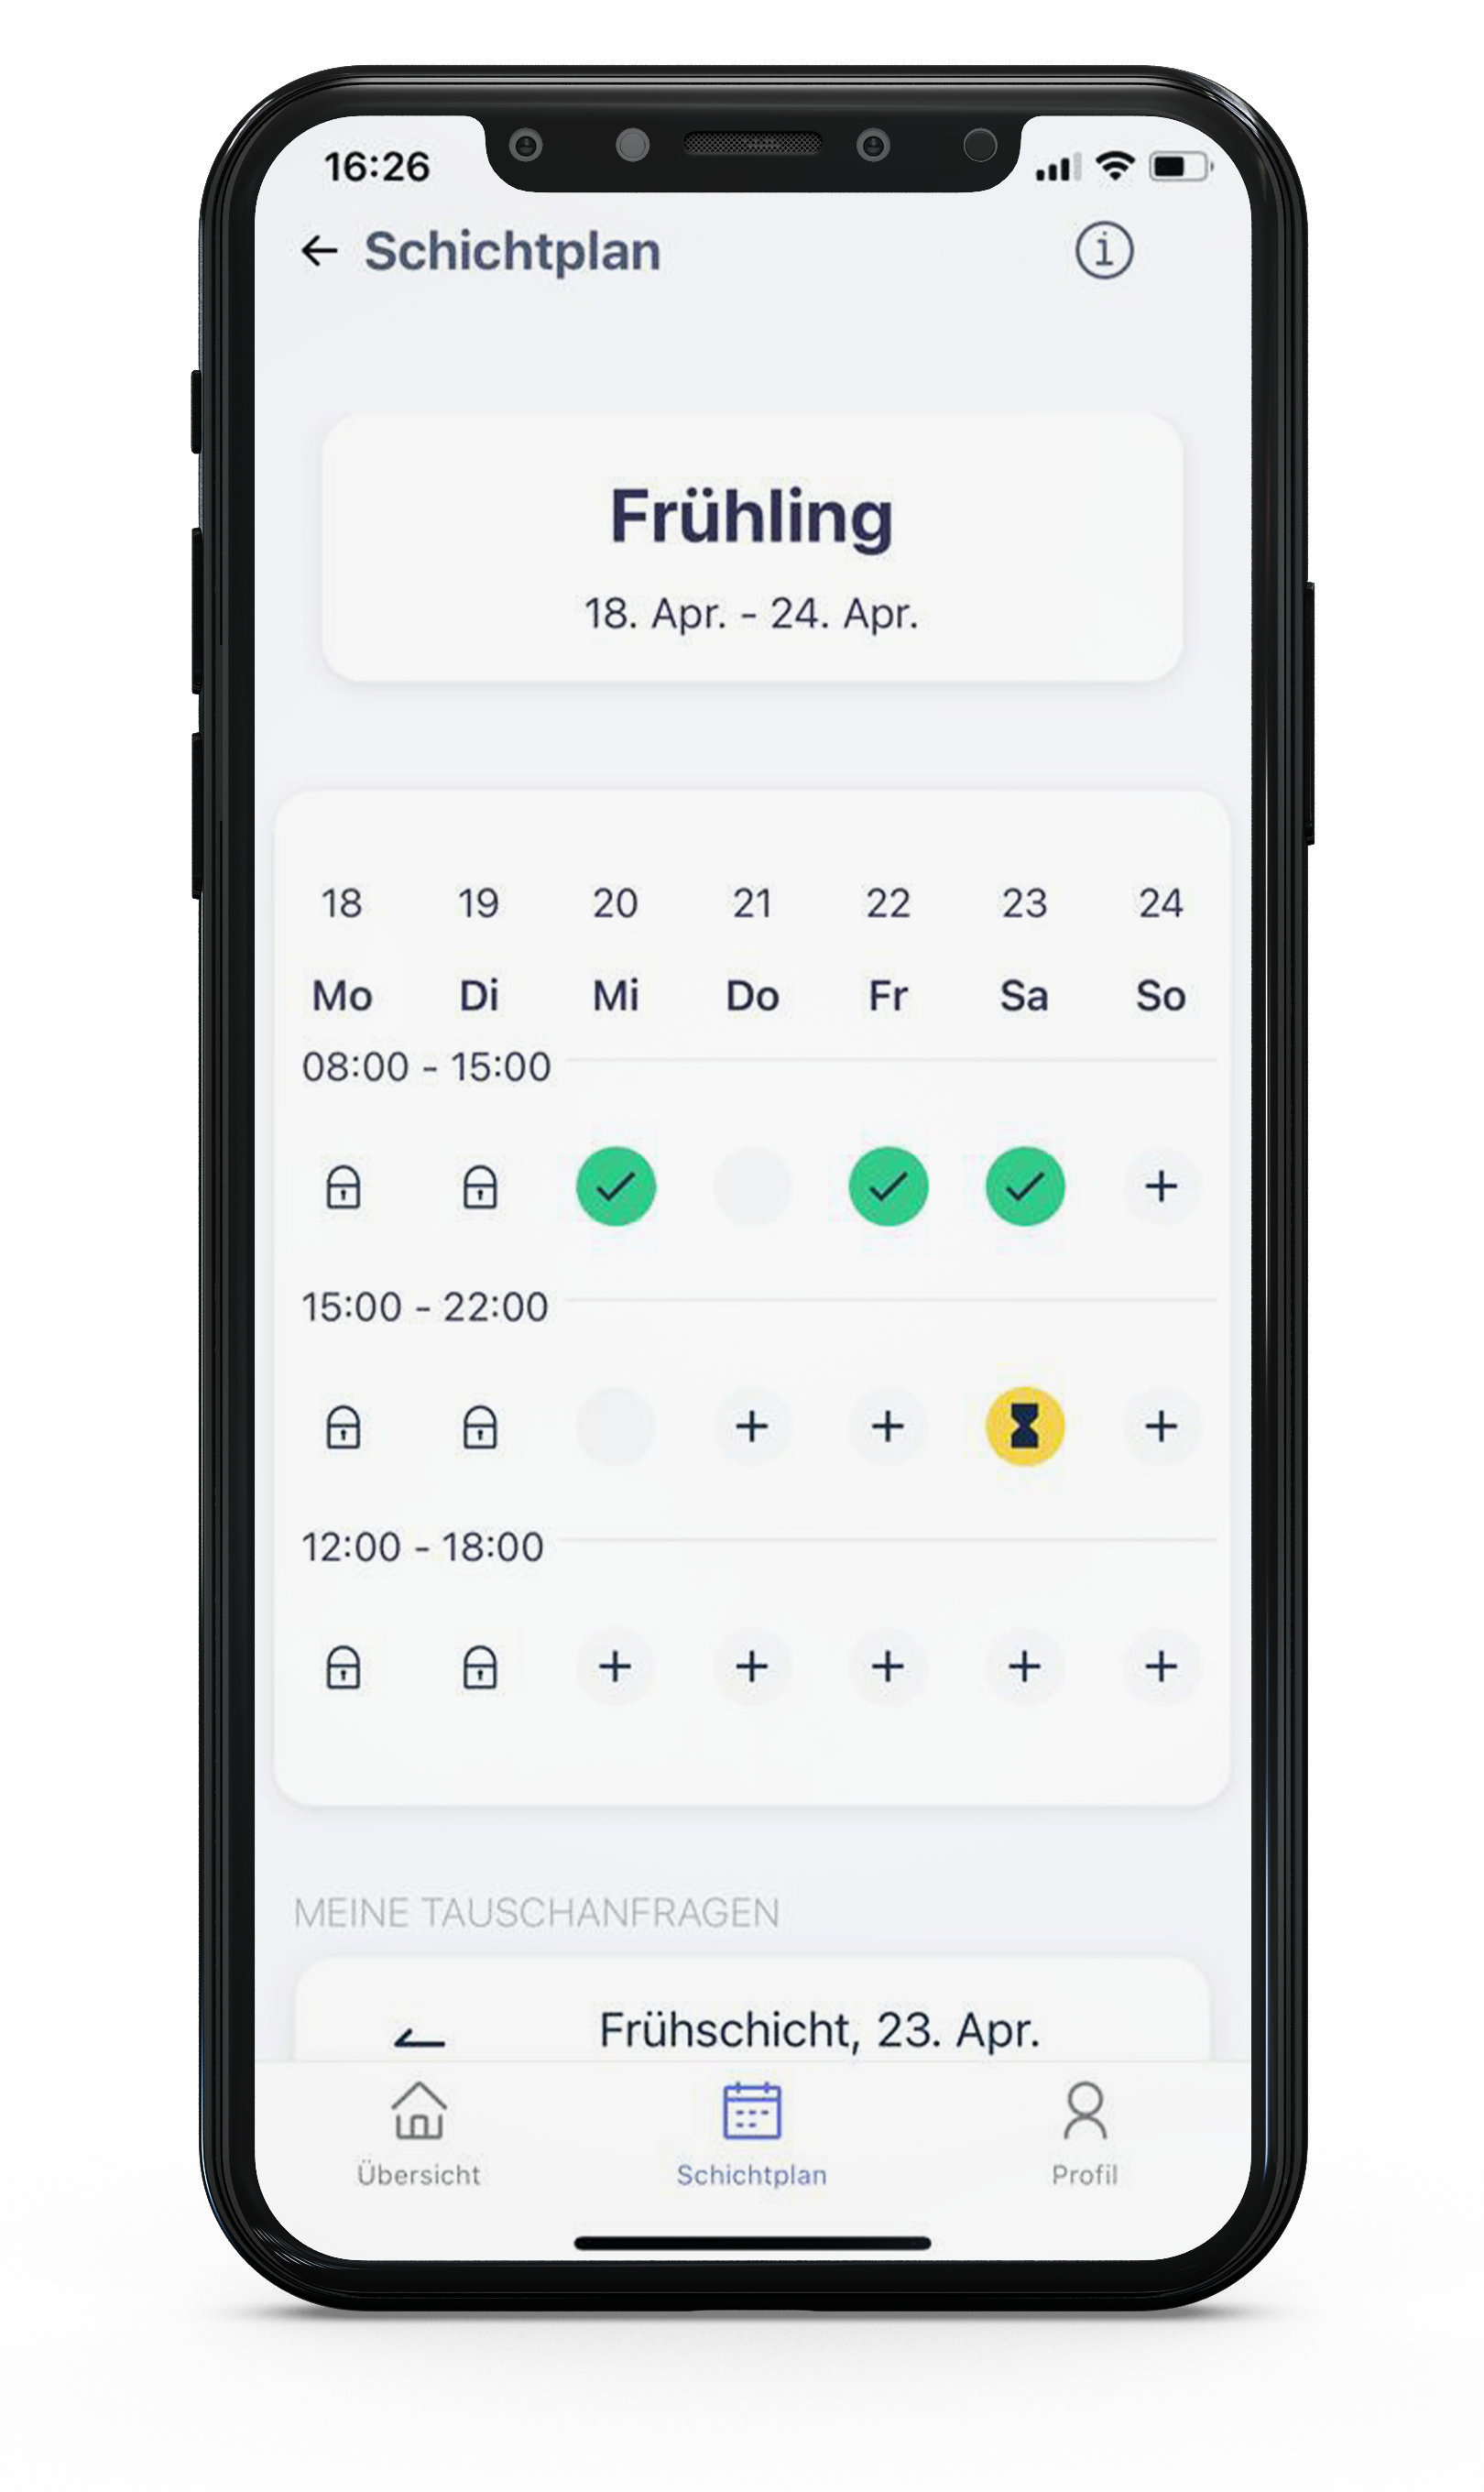 16:26
Schichtplan
Frühling
18. Apr. - 24. Apr.
18 19 20 21 22 23 24
Mo Di Mi Do Fr Sa So
08:00 - 15:00
15:00 - 22:00
12:00 - 18:00
MEINE TAUSCHANFRAGEN
Frühschicht, 23. Apr.
Übersicht Schichtplan Profil